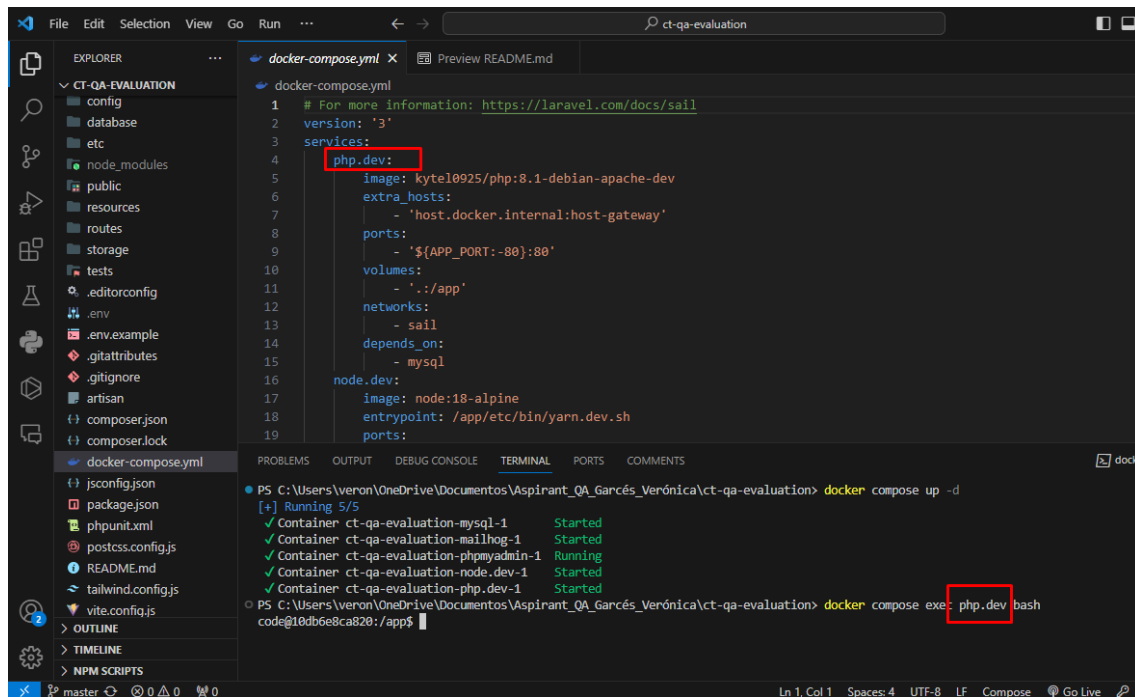 File Edit Selection View Go Run ··· ← → ct-qa-evaluation
EXPLORER ···
CT-QA-EVALUATION
config
database
etc
node_modules
public
resources
routes
storage
tests
.editorconfig
.env
.env.example
.gitattributes
.gitignore
artisan
composer.json
composer.lock
docker-compose.yml
jsconfig.json
package.json
phpunit.xml
postcss.config.js
README.md
tailwind.config.js
vite.config.js
OUTLINE
TIMELINE
NPM SCRIPTS
docker-compose.yml × Preview README.md
docker-compose.yml
1 # For more information: https://laravel.com/docs/sail
2 version: '3'
3 services:
4 php.dev:
5 image: kytel0925/php:8.1-debian-apache-dev
6 extra_hosts:
7 - 'host.docker.internal:host-gateway'
8 ports:
9 - '${APP_PORT:-80}:80'
10 volumes:
11 - '.:/app'
12 networks:
13 - sail
14 depends_on:
15 - mysql
16 node.dev:
17 image: node:18-alpine
18 entrypoint: /app/etc/bin/yarn.dev.sh
19 ports:
PROBLEMS OUTPUT DEBUG CONSOLE TERMINAL PORTS COMMENTS
PS C:\Users\veron\OneDrive\Documentos\Aspirant_QA_Garcés_Verónica\ct-qa-evaluation> docker compose up -d
[+] Running 5/5
✓ Container ct-qa-evaluation-mysql-1 Started
✓ Container ct-qa-evaluation-mailhog-1 Started
✓ Container ct-qa-evaluation-phpmyadmin-1 Running
✓ Container ct-qa-evaluation-node.dev-1 Started
✓ Container ct-qa-evaluation-php.dev-1 Started
PS C:\Users\veron\OneDrive\Documentos\Aspirant_QA_Garcés_Verónica\ct-qa-evaluation> docker compose exec php.dev bash
code@10db6e8ca820:/app$
2
master 0 0 0 Ln 1, Col 1 Spaces: 4 UTF-8 LF Compose Go Live